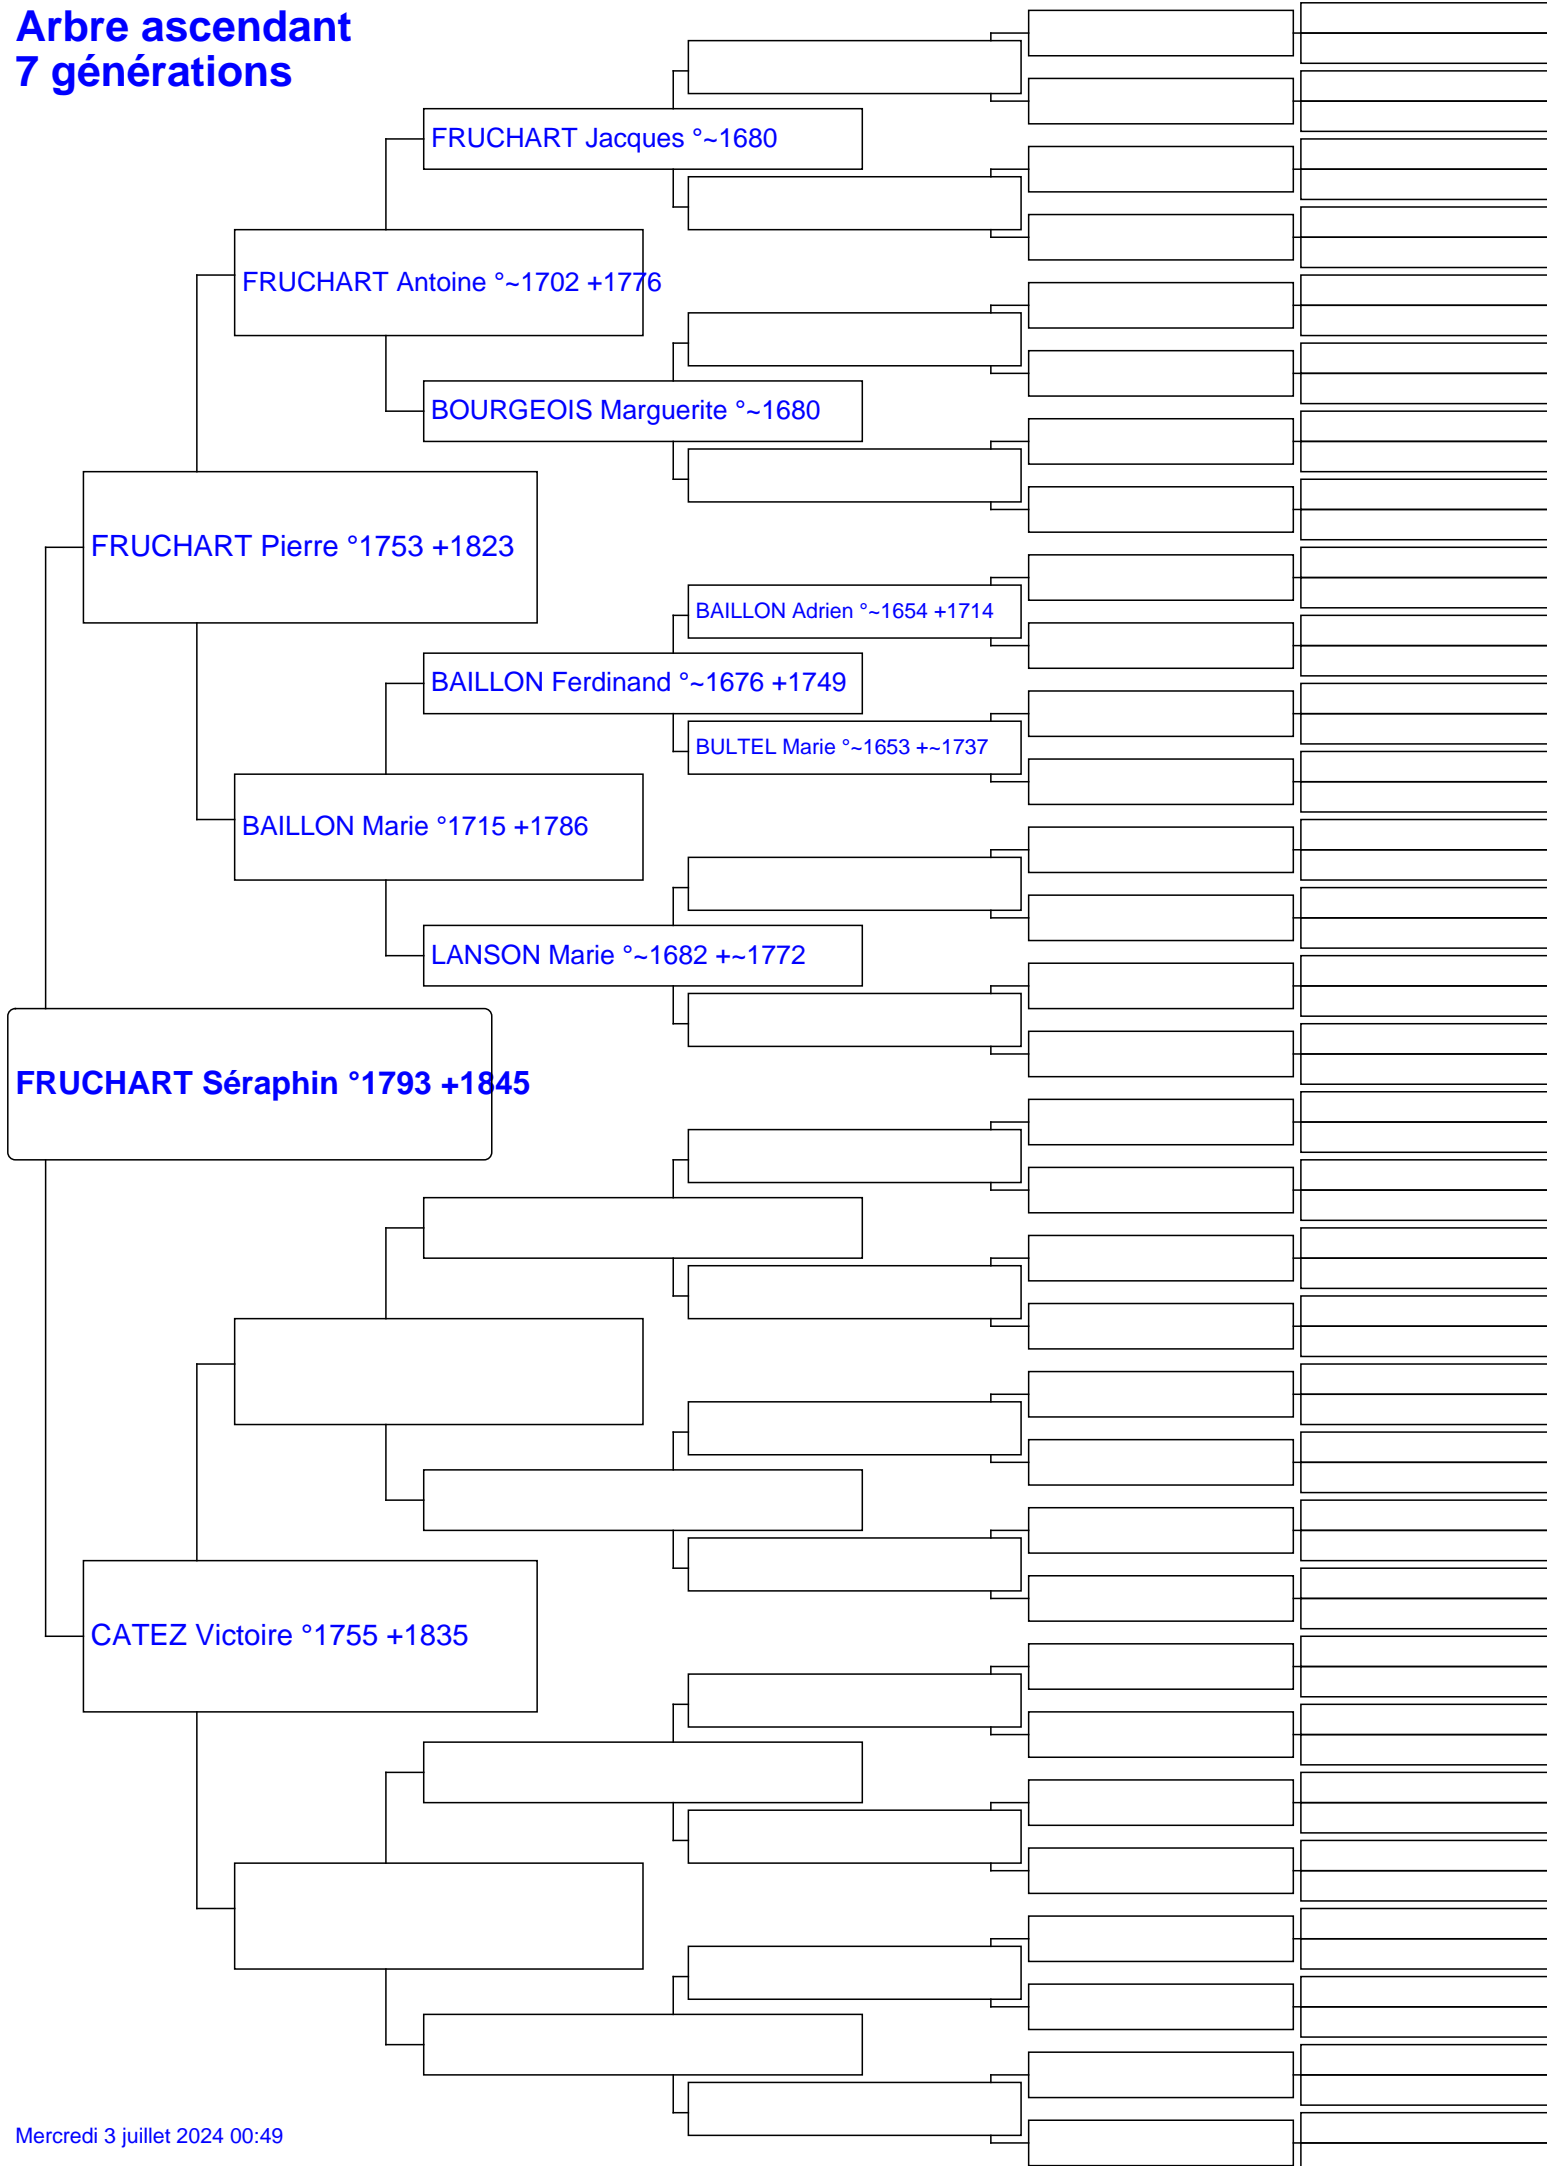 Arbre ascendant
7 générations
FRUCHART Jacques °~1680
FRUCHART Antoine °~1702 +1776
BOURGEOIS Marguerite °~1680
FRUCHART Pierre °1753 +1823
BAILLON Adrien °~1654 +1714
BAILLON Ferdinand °~1676 +1749
BULTEL Marie °~1653 +~1737
BAILLON Marie °1715 +1786
LANSON Marie °~1682 +~1772
FRUCHART Séraphin °1793 +1845
CATEZ Victoire °1755 +1835
Mercredi 3 juillet 2024 00:49